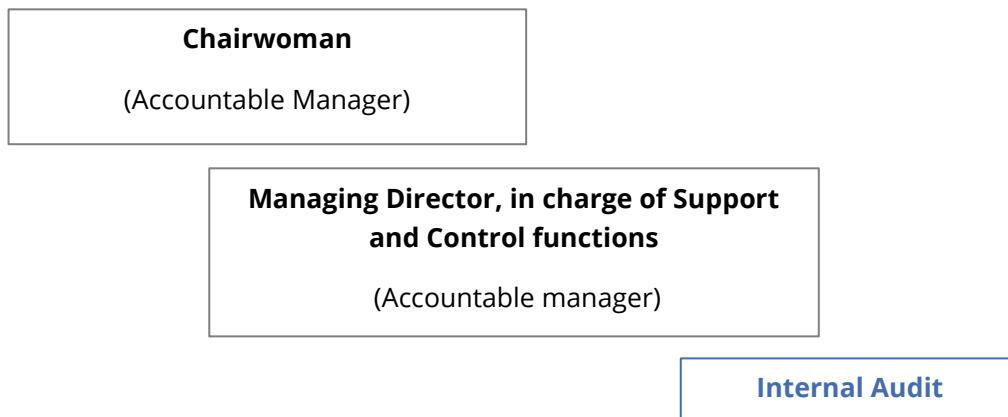 Chairwoman
(Accountable Manager)
Managing Director, in charge of Support
and Control functions
(Accountable manager)
Internal Audit